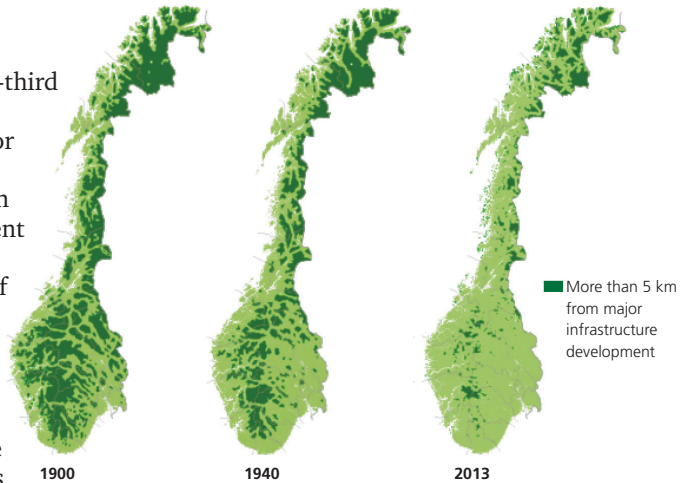 -third
or
n
ent
f
e
s
More than 5 km
from major
infrastructure
development
1900
1940
2013